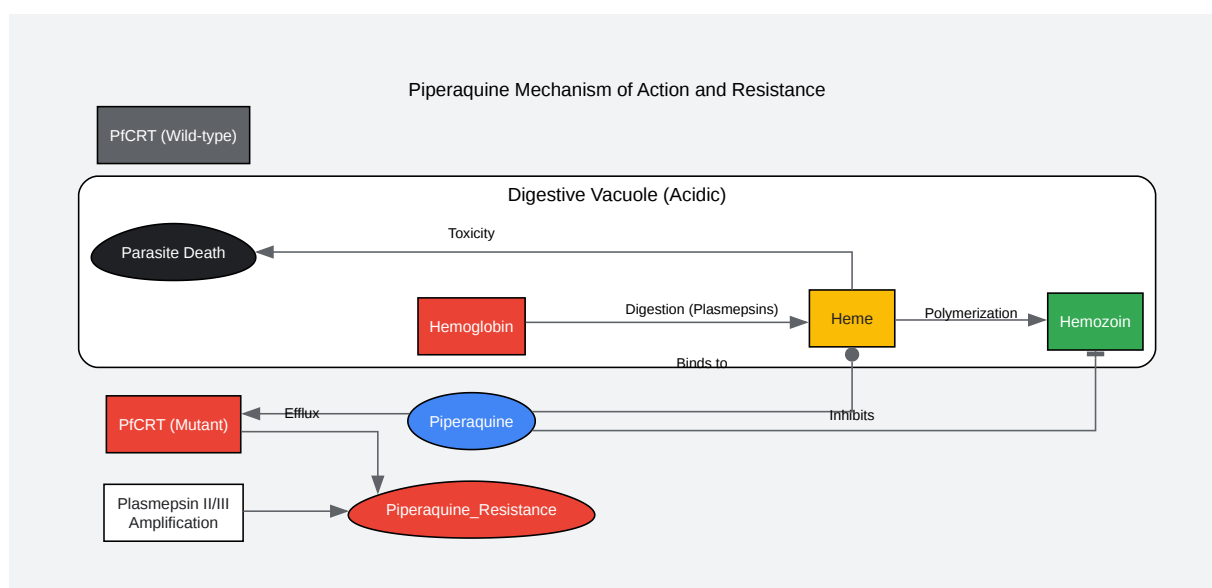 Piperaquine Mechanism of Action and Resistance
PfCRT (Wild-type)
Digestive Vacuole (Acidic)
Toxicity
Parasite Death
Digestion (Plasmepsins)
Hemoglobin
Heme
Polymerization
Hemozoin
Binds to
Efflux
Inhibits
PfCRT (Mutant)
Piperaquine
Plasmepsin II/III
Amplification
Piperaquine_Resistance